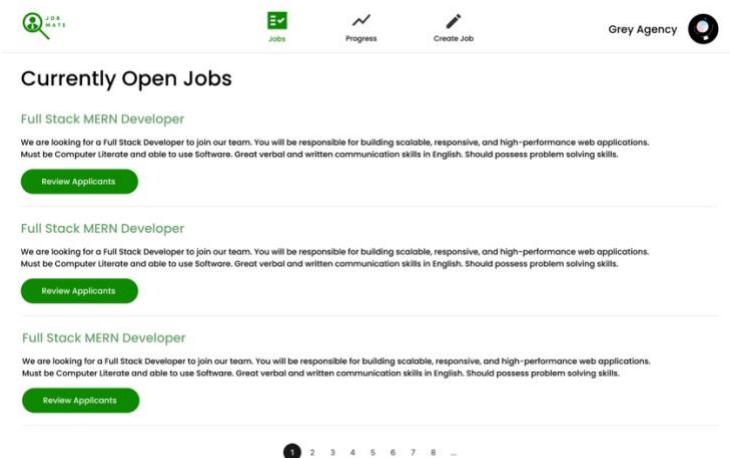 JOB
MATE
Jobs
Progress
Create Job
Grey Agency
Currently Open Jobs
Full Stack MERN Developer
We are looking for a Full Stack Developer to join our team. You will be responsible for building scalable, responsive, and high-performance web applications.
Must be Computer Literate and able to use Software. Great verbal and written communication skills in English. Should possess problem solving skills.
Review Applicants
Full Stack MERN Developer
We are looking for a Full Stack Developer to join our team. You will be responsible for building scalable, responsive, and high-performance web applications.
Must be Computer Literate and able to use Software. Great verbal and written communication skills in English. Should possess problem solving skills.
Review Applicants
Full Stack MERN Developer
We are looking for a Full Stack Developer to join our team. You will be responsible for building scalable, responsive, and high-performance web applications.
Must be Computer Literate and able to use Software. Great verbal and written communication skills in English. Should possess problem solving skills.
Review Applicants
1 2 3 4 5 6 7 8 ...